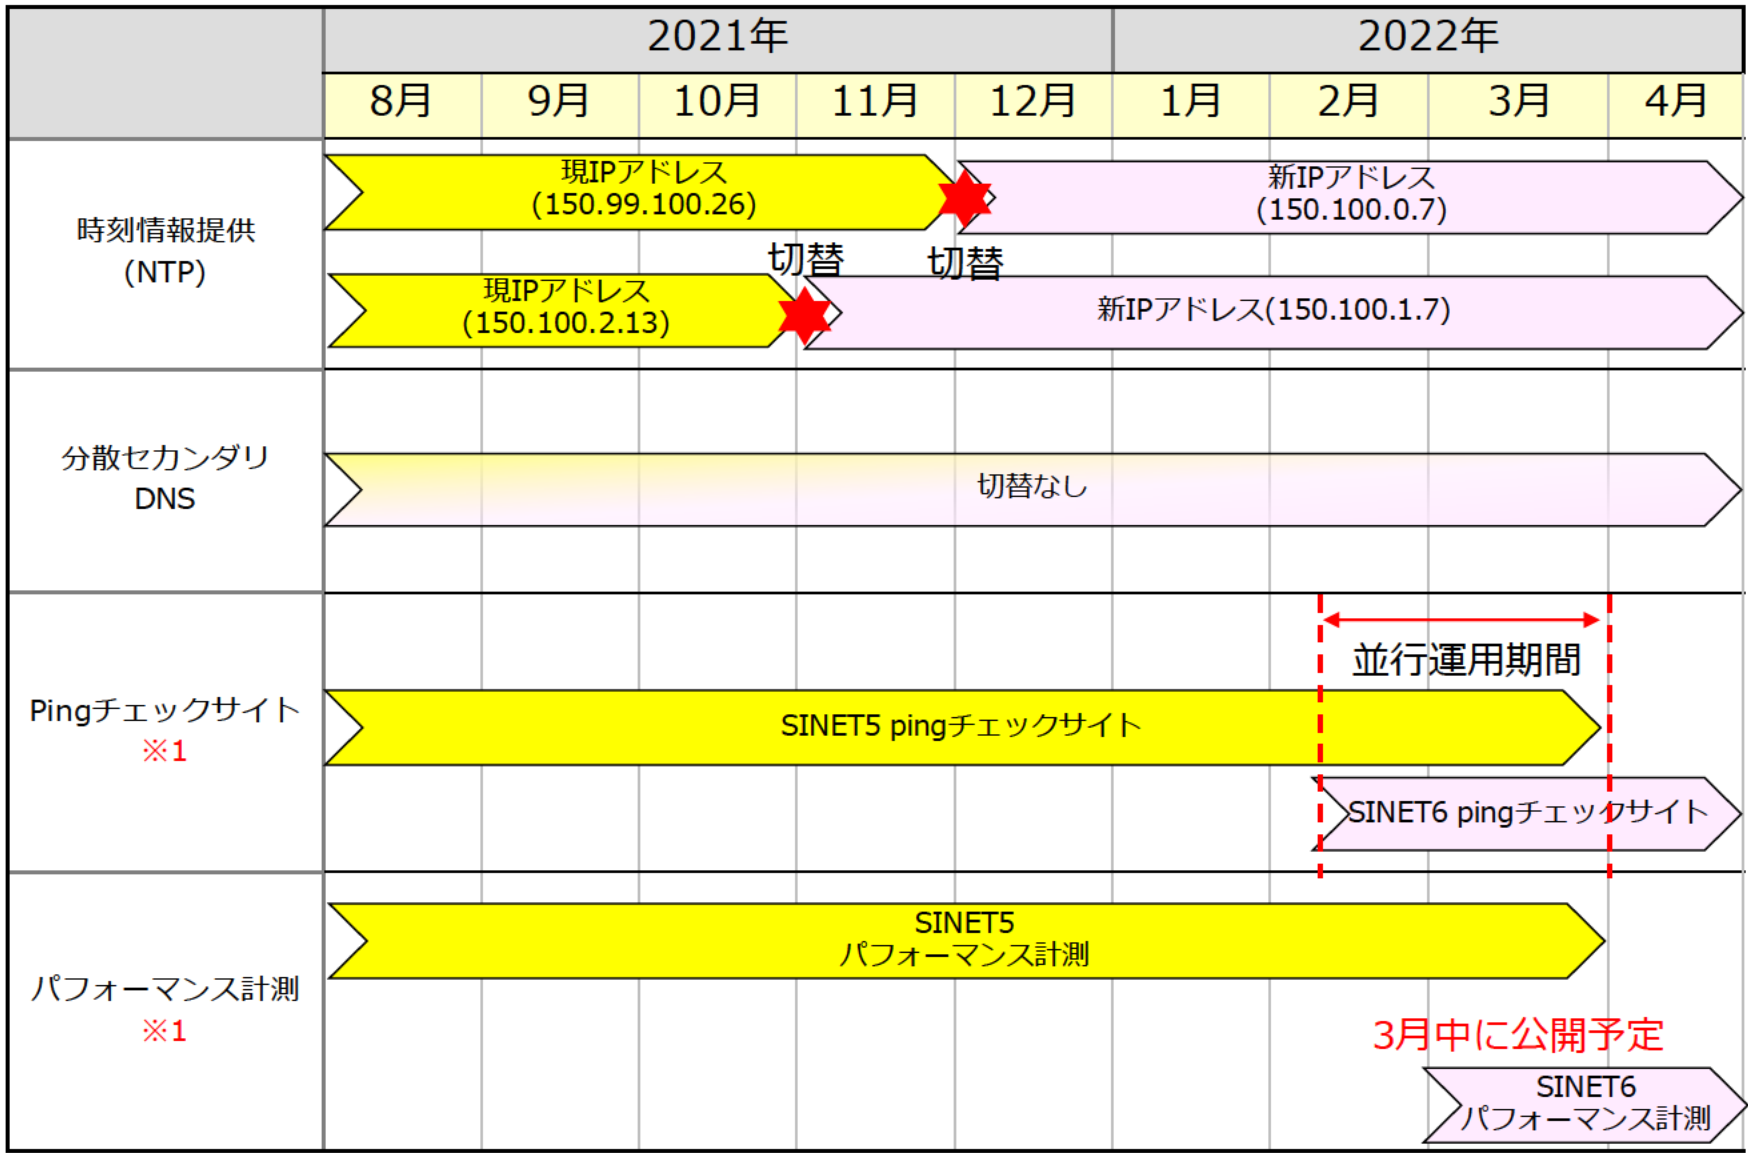 2021年
2022年
8月
9月
10月
11月
12月
1月
2月
3月
4月
時刻情報提供
(NTP)
現IPアドレス
(150.99.100.26)
新IPアドレス
(150.100.0.7)
切替
切替
現IPアドレス
(150.100.2.13)
新IPアドレス(150.100.1.7)
分散セカンダリ
DNS
切替なし
Pingチェックサイト
※1
並行運用期間
SINET5 pingチェックサイト
SINET6 pingチェックサイト
パフォーマンス計測
※1
SINET5
パフォーマンス計測
3月中に公開予定
SINET6
パフォーマンス計測